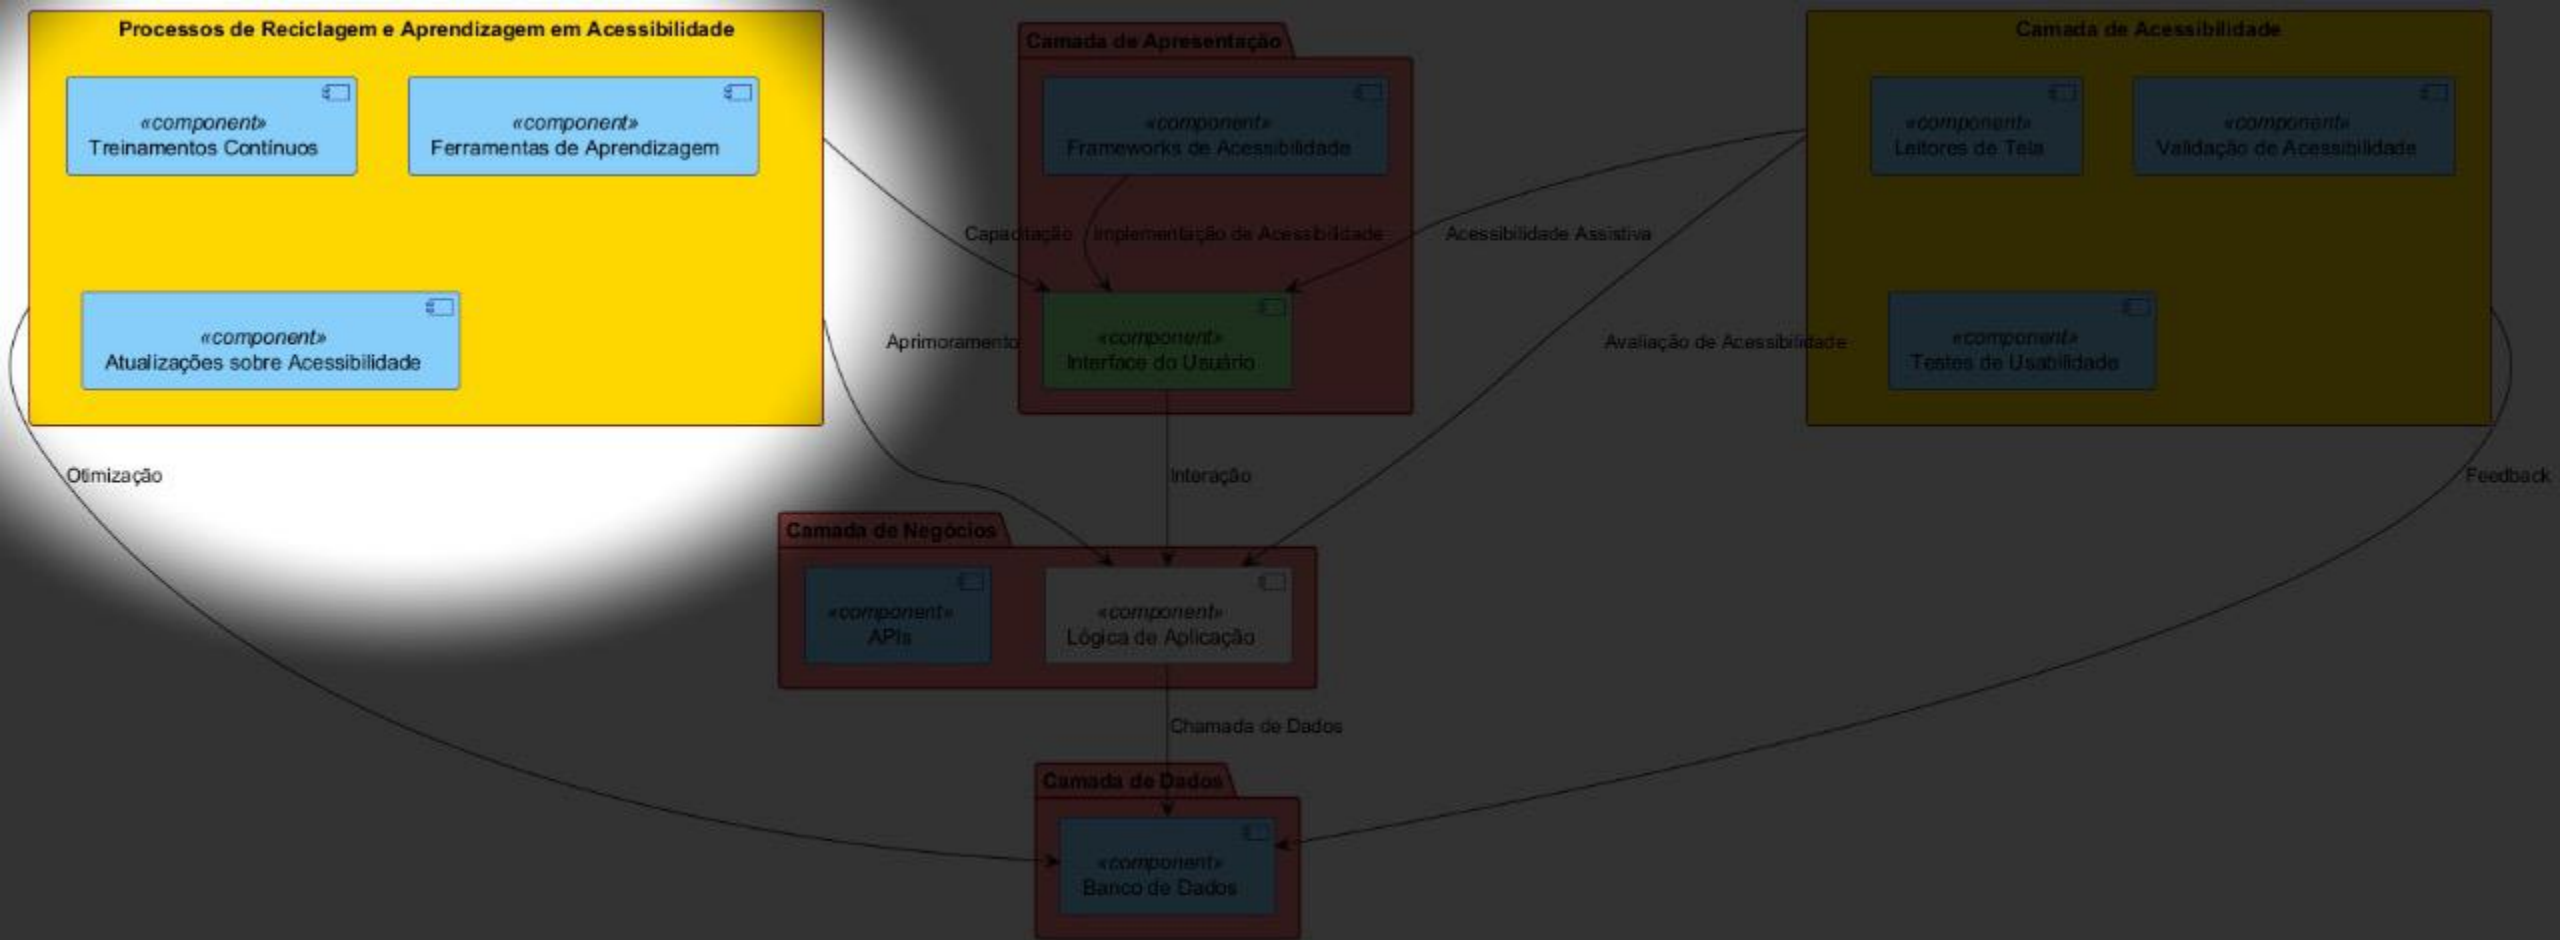 Processos de Reciclagem e Aprendizagem em Acessibilidade
«component»
Treinamentos Contínuos
«component»
Ferramentas de Aprendizagem
«component»
Atualizações sobre Acessibilidade
Camada de Apresentação
«component»
Frameworks de Acessibilidade
Capacitação
Implementação de Acessibilidade
Aprimoramento
«component»
Interface do Usuário
Camada de Acessibilidade
«component»
Leitores de Tela
«component»
Validação de Acessibilidade
Acessibilidade Assistiva
Avaliação de Acessibilidade
«component»
Testes de Usabilidade
Otimização
Interação
Feedback
Camada de Negócios
«component»
APIs
«component»
Lógica de Aplicação
Chamada de Dados
Camada de Dados
«component»
Banco de Dados